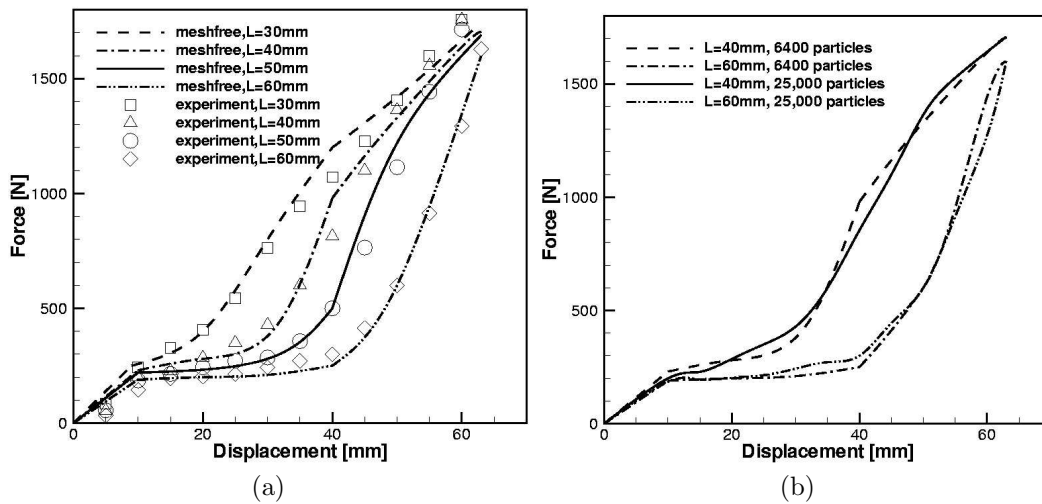 meshfree,L=30mm
meshfree,L=40mm
meshfree,L=50mm
meshfree,L=60mm
experiment,L=30mm
experiment,L=40mm
experiment,L=50mm
experiment,L=60mm
Force [N]
1500
1000
500
0
0
20
40
60
Displacement [mm]
(a)
L=40mm, 6400 particles
L=60mm, 6400 particles
L=40mm, 25,000 particles
L=60mm, 25,000 particles
Force [N]
1500
1000
500
0
0
20
40
60
Displacement [mm]
(b)